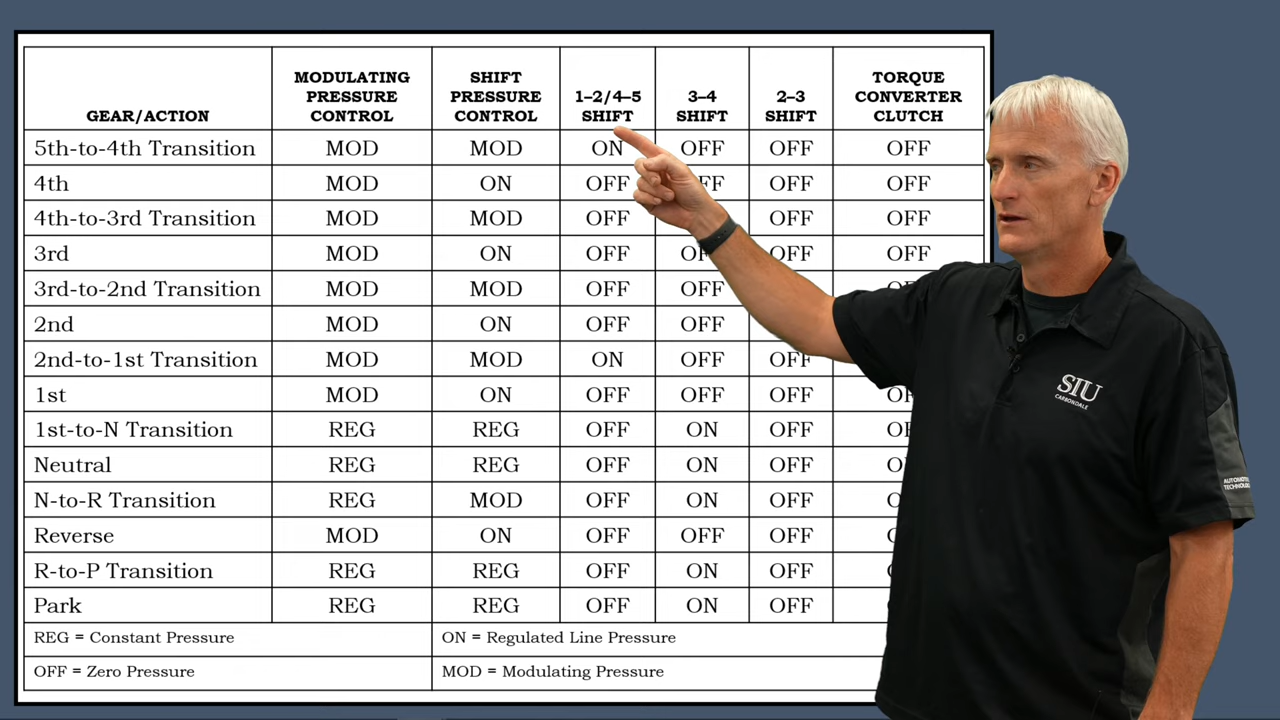 GEAR/ACTION
MODULATING
PRESSURE
CONTROL
SHIFT
PRESSURE
CONTROL
1–2/4–5
SHIFT
3–4
SHIFT
2–3
SHIFT
TORQUE
CONVERTER
CLUTCH
5th-to-4th Transition MOD MOD ON OFF OFF OFF
4th MOD ON OFF OFF OFF
4th-to-3rd Transition MOD MOD OFF OFF OFF
3rd MOD ON OFF OFF OFF
3rd-to-2nd Transition MOD MOD OFF OFF
2nd MOD ON OFF OFF
2nd-to-1st Transition MOD MOD ON OFF OFF
1st MOD ON OFF OFF OFF
1st-to-N Transition REG REG OFF ON OFF
Neutral REG REG OFF ON OFF
N-to-R Transition REG MOD OFF ON OFF
Reverse MOD ON OFF OFF OFF
R-to-P Transition REG REG OFF ON OFF
Park REG REG OFF ON OFF
REG = Constant Pressure ON = Regulated Line Pressure
OFF = Zero Pressure MOD = Modulating Pressure
SIU
CARBONDALE